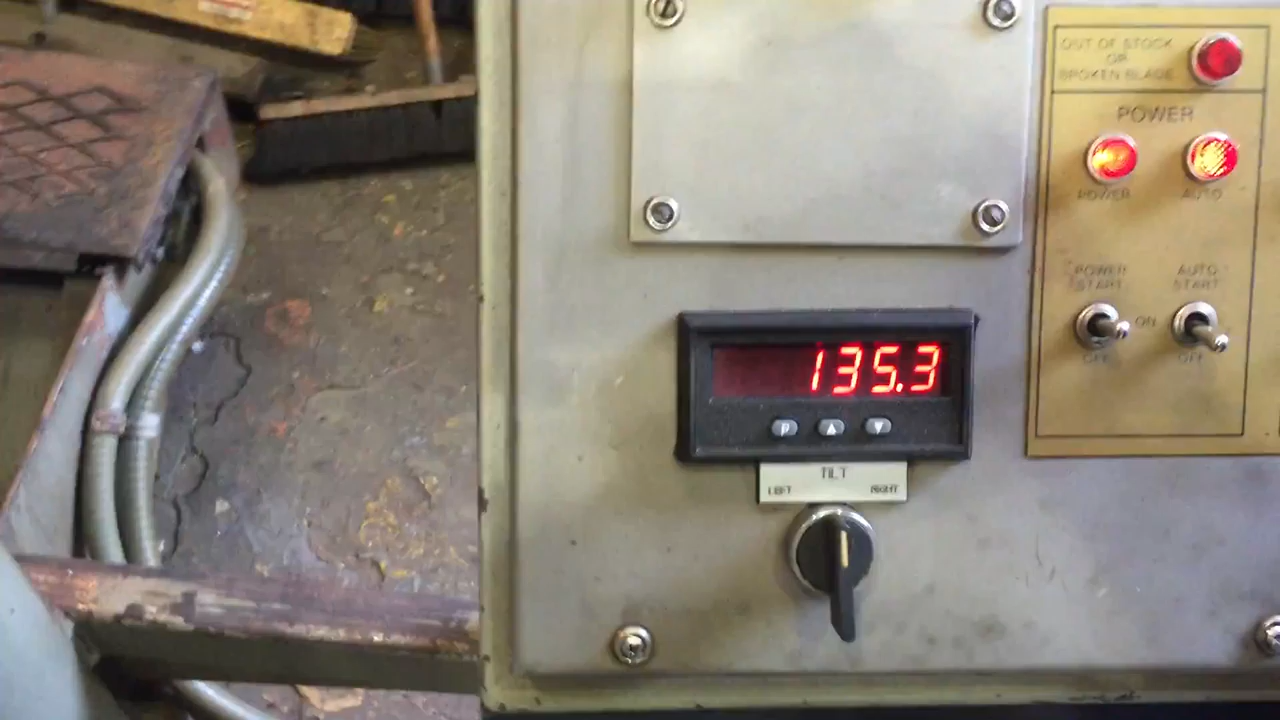 OUT OF STOCK
OR
BROKEN BLADE
POWER
POWER AUTO
POWER START AUTO START
ON
OFF OFF
135.3
P
TILT
LEFT RIGHT